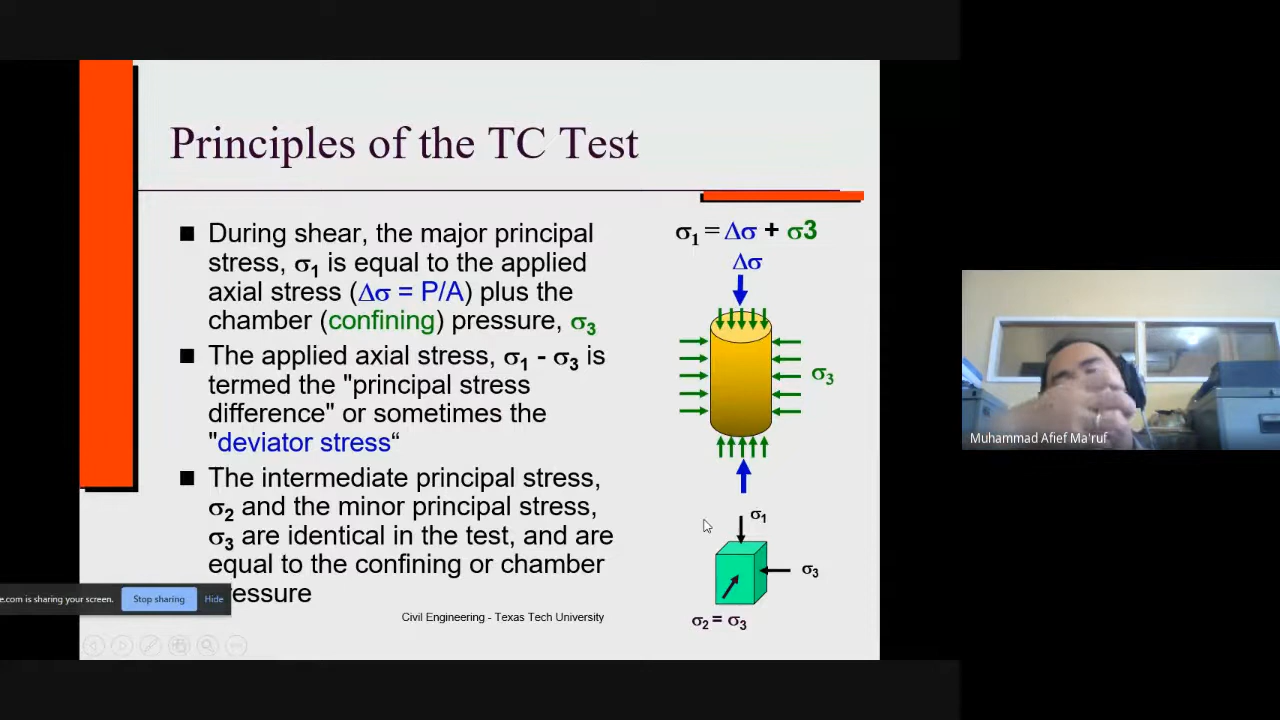 Principles of the TC Test
■ During shear, the major principal
stress, σ1 is equal to the applied
axial stress (Δσ = P/A) plus the
chamber (confining) pressure, σ3
■ The applied axial stress, σ1 - σ3 is
termed the "principal stress
difference" or sometimes the
"deviator stress“
■ The intermediate principal stress,
σ2 and the minor principal stress,
σ3 are identical in the test, and are
equal to the confining or chamber
essure
σ1 = Δσ + σ3
Δσ
σ3
σ1
σ3
σ2 = σ3
Civil Engineering - Texas Tech University
e.com is sharing your screen.
Stop sharing
Hide
Muhammad Afief Ma'ruf